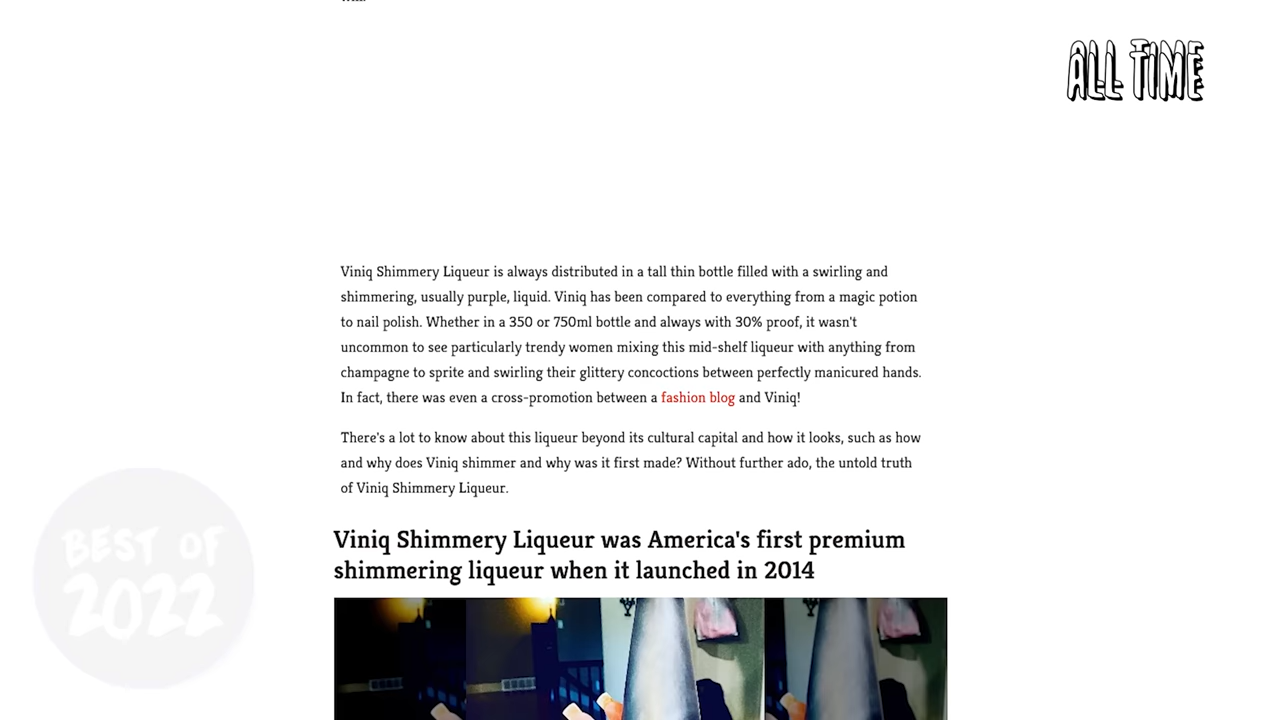 ALL TIME
Viniq Shimmery Liqueur is always distributed in a tall thin bottle filled with a swirling and
shimmering, usually purple, liquid. Viniq has been compared to everything from a magic potion
to nail polish. Whether in a 350 or 750ml bottle and always with 30% proof, it wasn't
uncommon to see particularly trendy women mixing this mid-shelf liqueur with anything from
champagne to sprite and swirling their glittery concoctions between perfectly manicured hands.
In fact, there was even a cross-promotion between a fashion blog and Viniq!
There's a lot to know about this liqueur beyond its cultural capital and how it looks, such as how
and why does Viniq shimmer and why was it first made? Without further ado, the untold truth
of Viniq Shimmery Liqueur.
BEST OF
2022
Viniq Shimmery Liqueur was America's first premium
shimmering liqueur when it launched in 2014